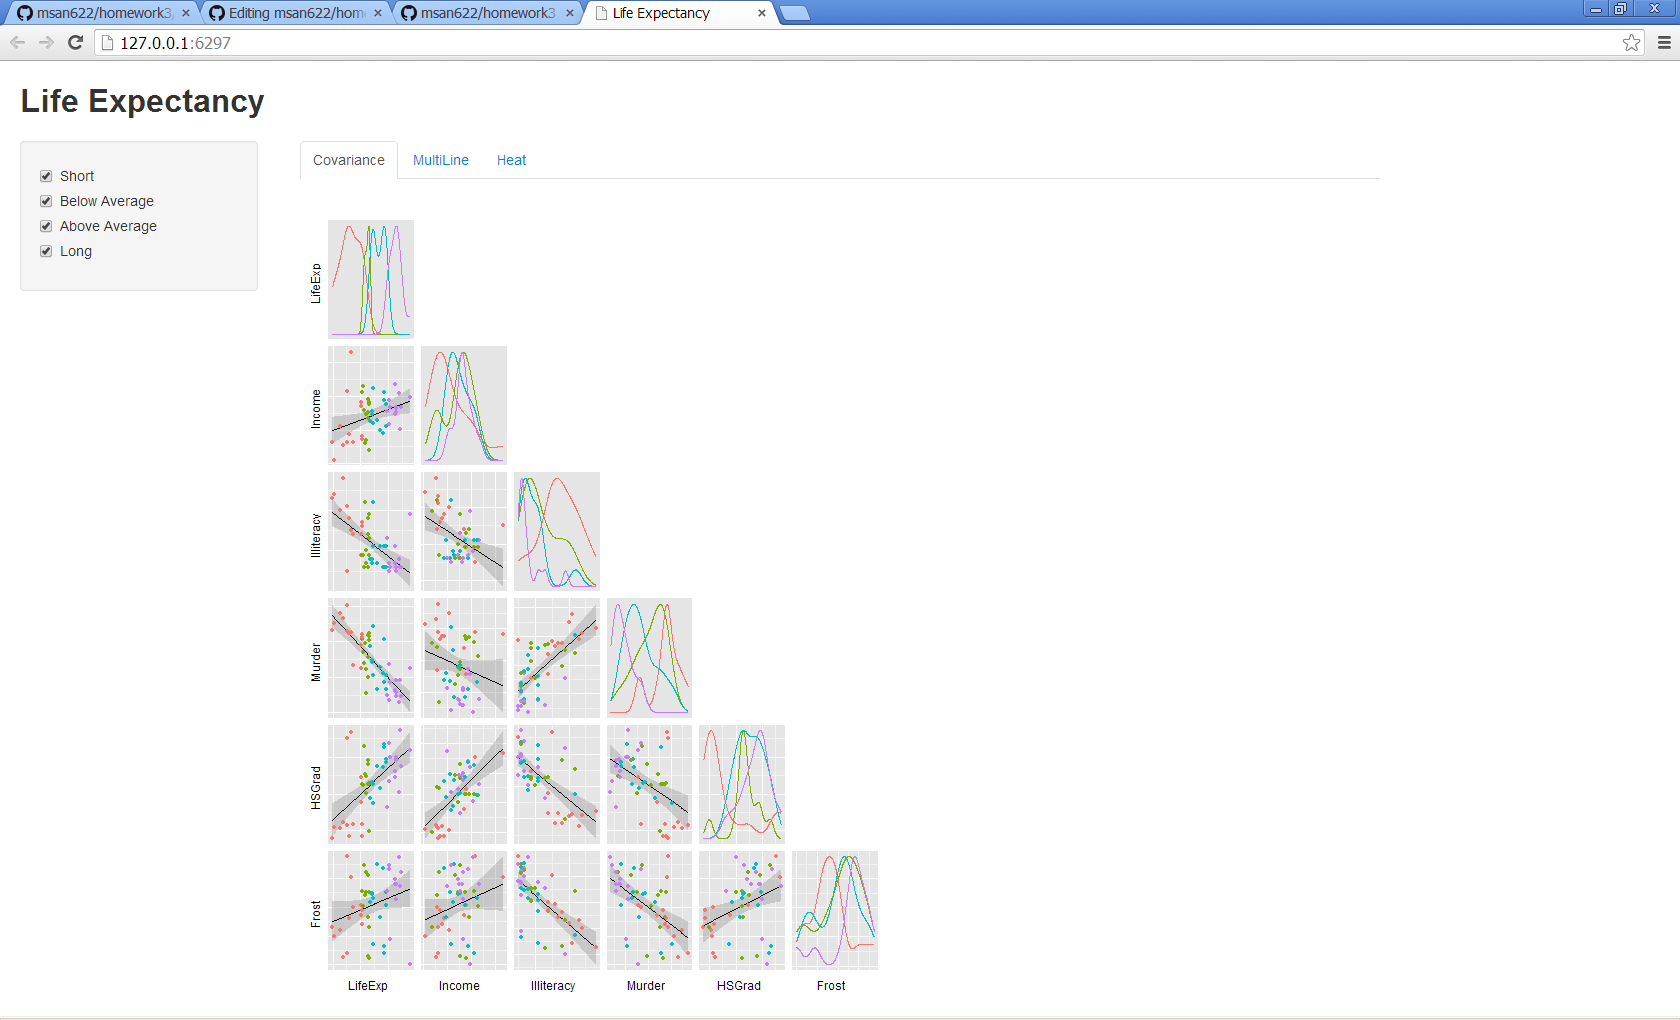 msan622/homework3/
Editing msan622/hom
msan622/homework3
Life Expectancy
127.0.0.1:6297
Life Expectancy
Short
Below Average
Above Average
Long
Covariance MultiLine Heat
LifeExp
Income
Illiteracy
Murder
HSGrad
Frost
LifeExp Income Illiteracy Murder HSGrad Frost